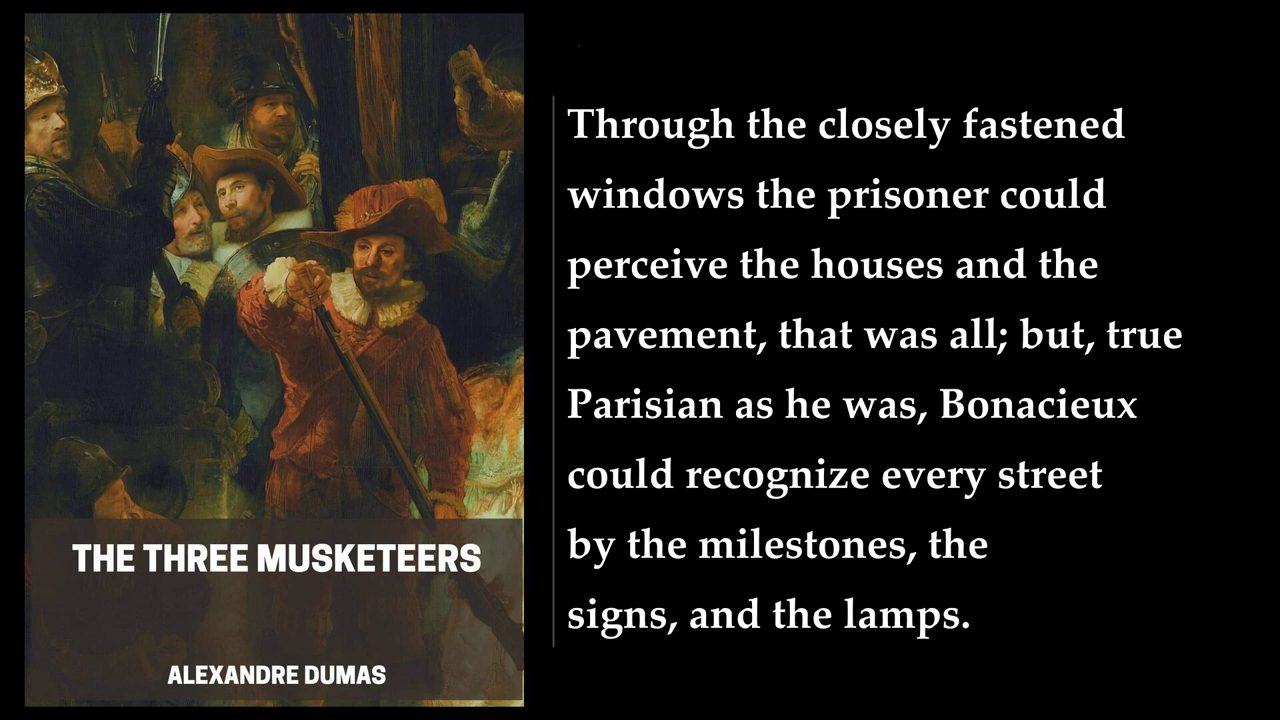 THE THREE MUSKETEERS
ALEXANDRE DUMAS
Through the closely fastened
windows the prisoner could
perceive the houses and the
pavement, that was all; but, true
Parisian as he was, Bonacieux
could recognize every street
by the milestones, the
signs, and the lamps.